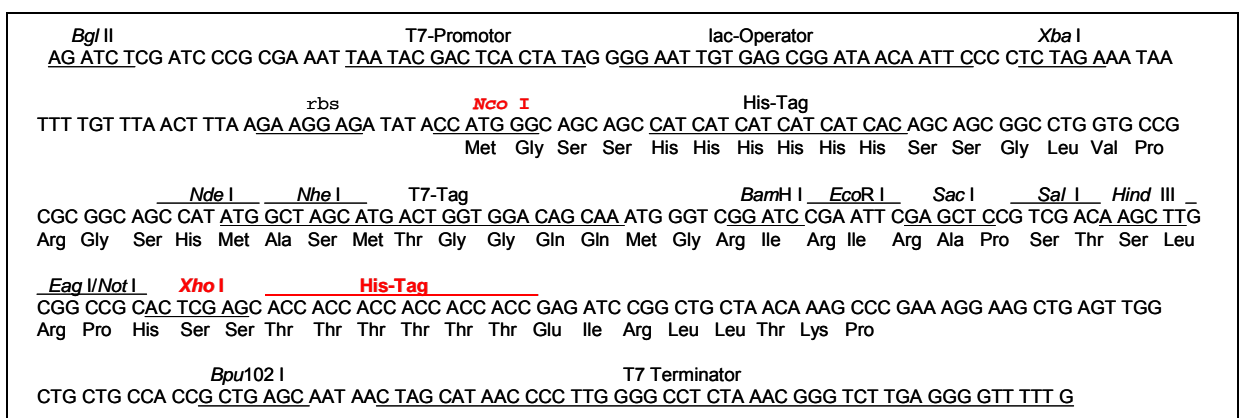 Bgl II T7-Promotor lac-Operator Xba I
AG ATCT TCG ATC CCG CGA AAT TAA TAC GAC TCA CTA TAG G GG AAT TGT GAG CGG ATA ACA ATT C CC C TC TAG A AA TAA
rbs Nco I His-Tag
TTT TGT TTA ACT TTA AGA AGG AGA TAT ACC ATG GGC AGC AGC CAT CAT CAT CAT CAT CAC AGC AGC GGC CTG GTG CCG
Met Gly Ser Ser His His His His His His Ser Ser Gly Leu Val Pro
Nde I Nhe I T7-Tag BamH I EcoR I Sac I Sal I Hind III
CGC GGC AGC CAT ATG GCT AGC ATG ACT GGT GGA CAG CAA ATG GGT CGG ATC CGA ATT CGA GCT CCG TCG ACA AGC TTG
Arg Gly Ser His Met Ala Ser Met Thr Gly Gly Gln Gln Met Gly Arg Ile Arg Ile Arg Ala Pro Ser Thr Ser Leu
Eag I/Not I Xho I His-Tag
CGG CCG CAC TCG AGC ACC ACC ACC ACC ACC ACC GAG ATC CGG CTG CTA ACA AAG CCC GAA AGG AAG CTG AGT TGG
Arg Pro His Ser Ser Thr Thr Thr Thr Thr Thr Glu Ile Arg Leu Leu Thr Lys Pro
Bpu102 I T7 Terminator
CTG CTG CCA CCG CTG AGC AAT AAC TAG CAT AAC CCC TTG GGG CCT CTA AAC GGG TCT TGA GGG GTT TTT TG